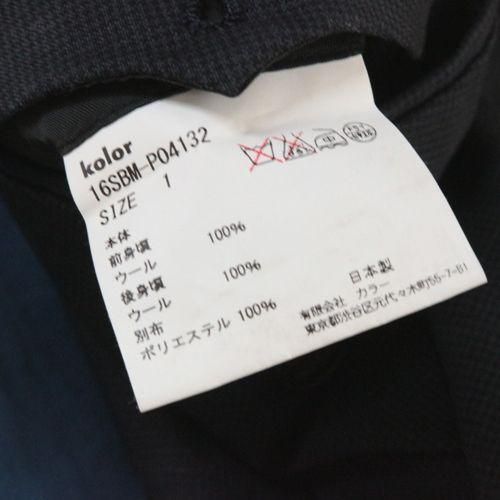 kolor
16SBM-P04132
SIZE 1
本体
前身頃 100%
ウール
後身頃 100%
ウール
別布
ポリエステル 100%
日本製
有限会社 カラー
東京都渋谷区元代々木町55-7-B1